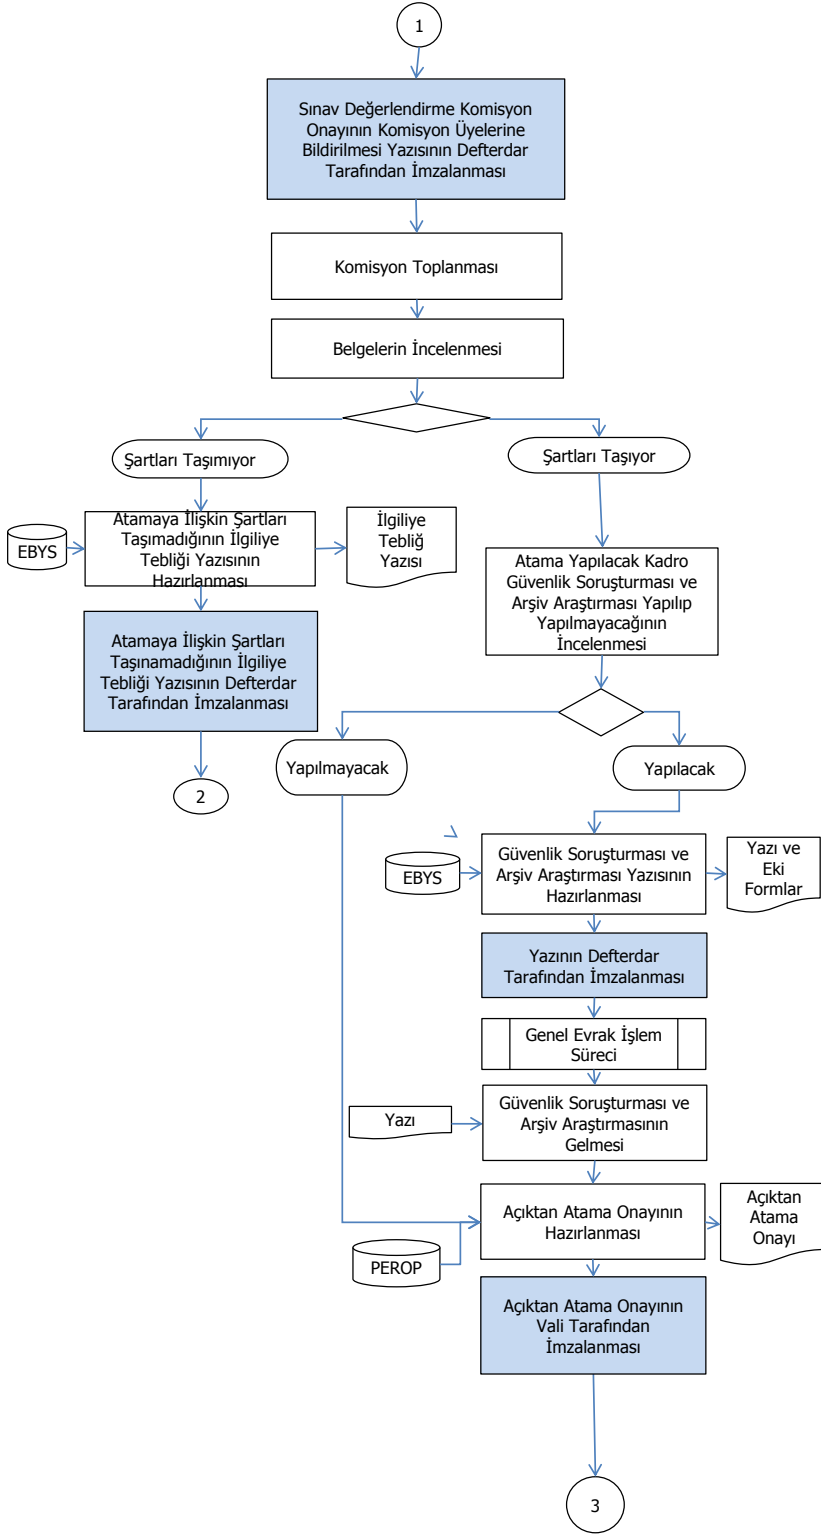 1
Sınav Değerlendirme Komisyon
Onayının Komisyon Üyelerine
Bildirilmesi Yazısının Defterdar
Tarafından İmzalanması
Komisyon Toplanması
Belgelerin İncelenmesi
Şartları Taşımıyor
Şartları Taşıyor
EBYS
Atamaya İlişkin Şartları
Taşımadığının İlgiliye
Tebliği Yazısının
Hazırlanması
İlgiliye
Tebliğ
Yazısı
Atama Yapılacak Kadro
Güvenlik Soruşturması ve
Arşiv Araştırması Yapılıp
Yapılmayacağının
İncelenmesi
Atamaya İlişkin Şartları
Taşınamadığının İlgiliye
Tebliği Yazısının Defterdar
Tarafından İmzalanması
2
Yapılmayacak
Yapılacak
EBYS
Güvenlik Soruşturması ve
Arşiv Araştırması Yazısının
Hazırlanması
Yazı ve
Eki
Formlar
Yazının Defterdar
Tarafından İmzalanması
Genel Evrak İşlem
Süreci
Yazı
Güvenlik Soruşturması ve
Arşiv Araştırmasının
Gelmesi
Açıktan Atama Onayının
Hazırlanması
Açıktan
Atama
Onayı
PEROP
Açıktan Atama Onayının
Vali Tarafından
İmzalanması
3